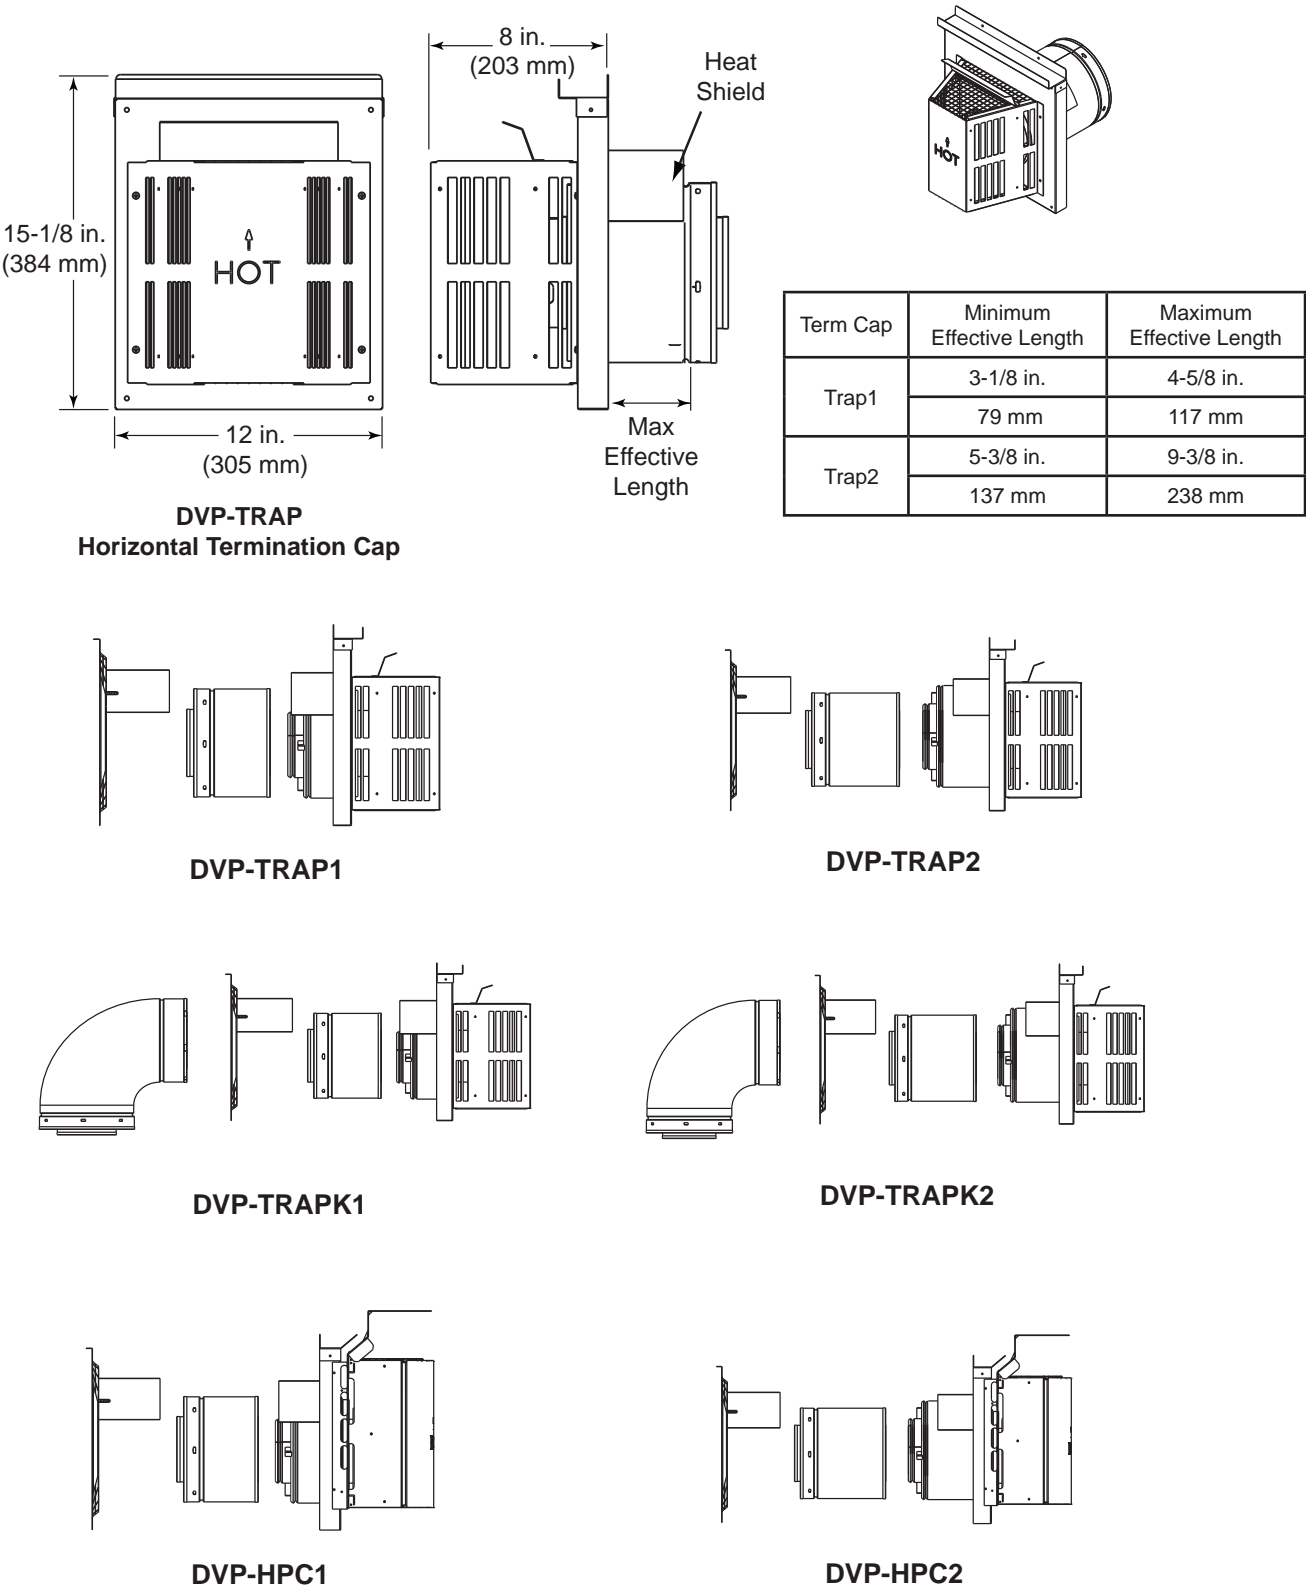 8 in.
(203 mm)
Heat
Shield
15-1/8 in.
(384 mm)
HOT
HOT
12 in.
(305 mm)
Max
Effective
Length
DVP-TRAP
Horizontal Termination Cap
Term Cap
Minimum
Effective Length
Maximum
Effective Length
Trap1
3-1/8 in.
4-5/8 in.
79 mm
117 mm
Trap2
5-3/8 in.
9-3/8 in.
137 mm
238 mm
DVP-TRAP1
DVP-TRAP2
DVP-TRAPK1
DVP-TRAPK2
DVP-HPC1
DVP-HPC2